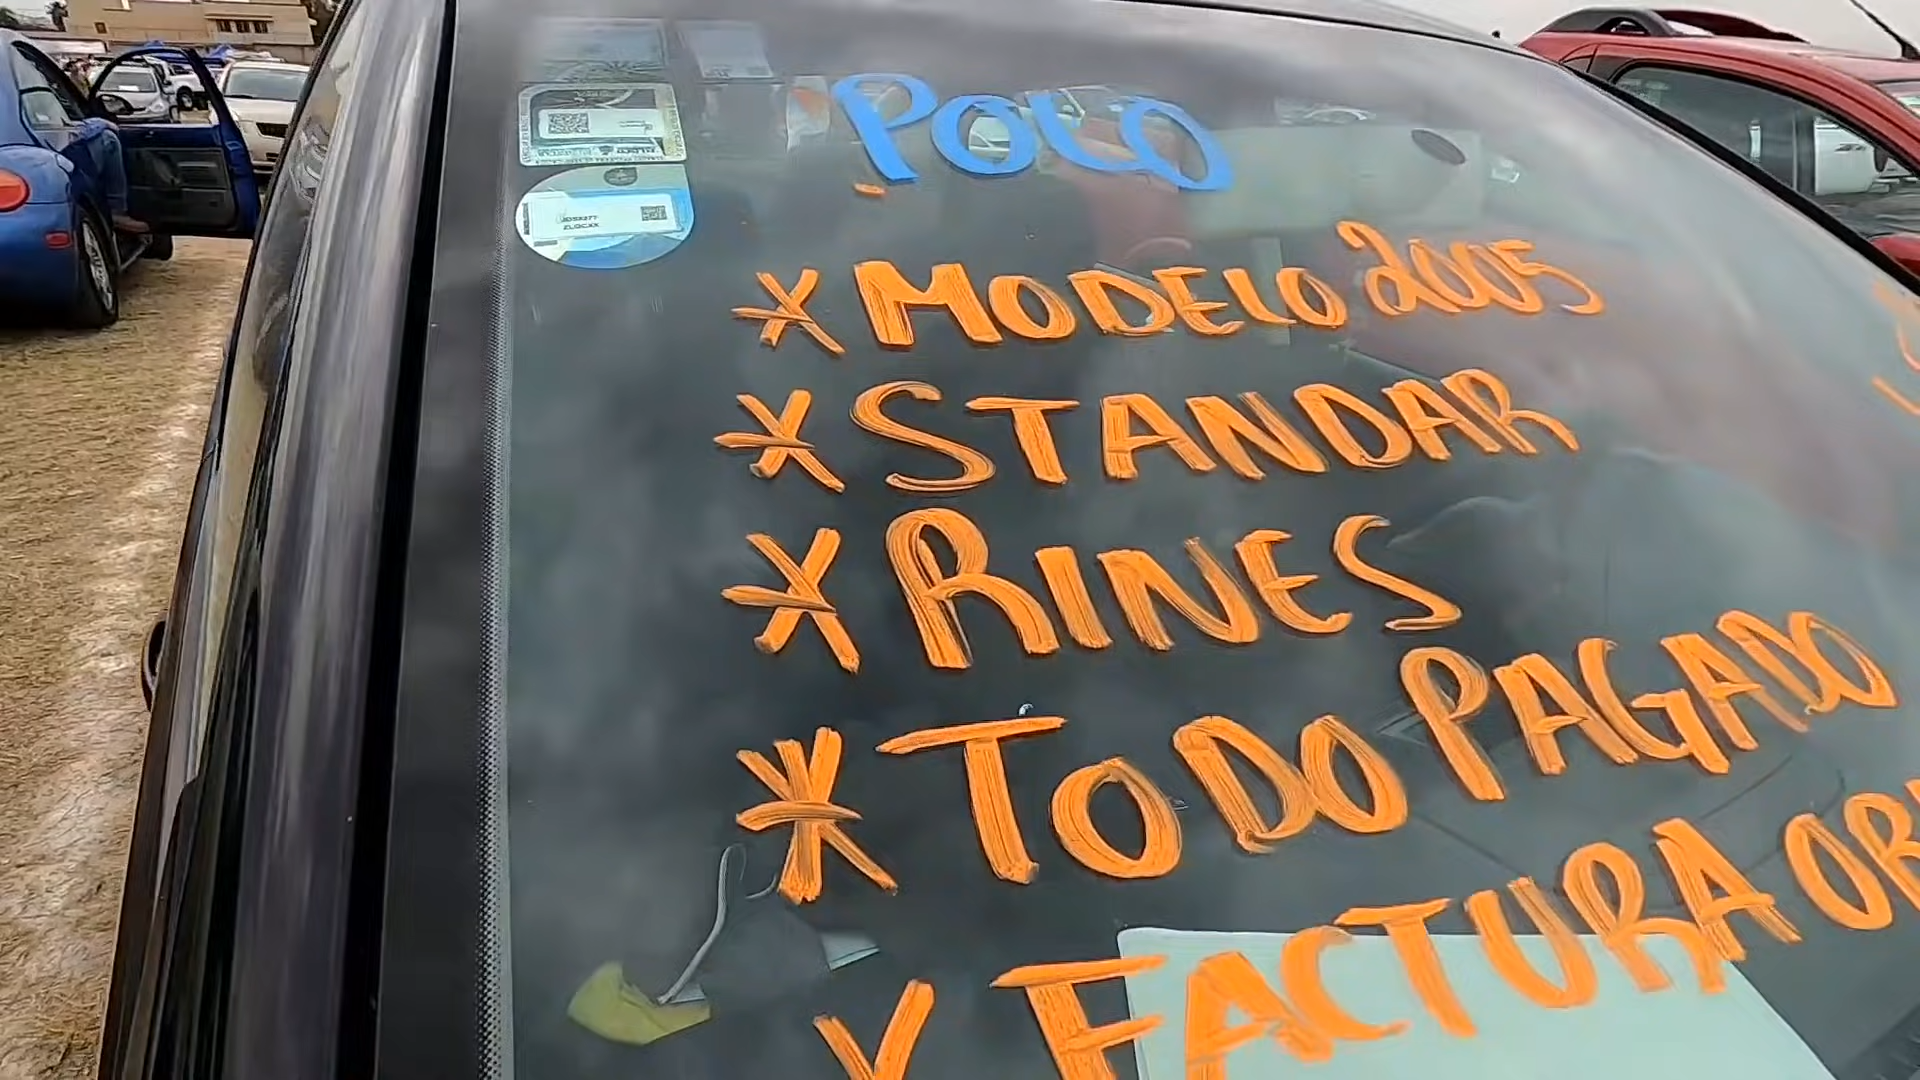 POLO
* MODELO 2005
* STANDAR
* RINES
* TODO PAGADO
* FACTURA